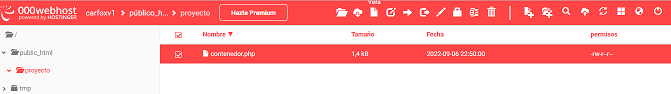 Vista
000webhost
powered by HOSTINGER
carfoxv1 > público_h... > proyecto
Hazte Premium
/
public_html
proyecto
tmp
Nombre ▼ Tamaño Fecha permisos
contenedor.php 1,4 kB 2022-09-06 22:50:00 -rw-r--r--